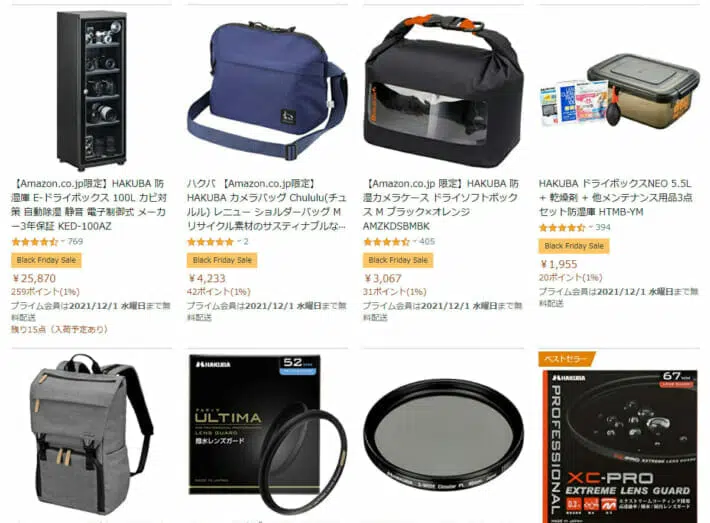 【Amazon.co.jp限定】HAKUBA 防
湿庫 E-ドライボックス 100L カビ対
策 自動除湿 静音 電子制御式 メーカ
ー3年保証 KED-100AZ
769
Black Friday Sale
¥25,870
259ポイント(1%)
プライム会員は2021/12/1 水曜日まで無
料配送
残り15点(入荷予定あり)
ハクバ 【Amazon.co.jp限定】
HAKUBA カメラバッグ Chululu(チュ
ルル) レニュー ショルダーバッグ M
リサイクル素材のサスティナブルな…
2
Black Friday Sale
¥4,233
42ポイント(1%)
プライム会員は2021/12/1 水曜日まで無
料配送
【Amazon.co.jp 限定】HAKUBA 防
湿カメラケース ドライソフトボック
ス M ブラック×オレンジ
AMZKDSBMBK
405
Black Friday Sale
¥3,067
31ポイント(1%)
プライム会員は2021/12/1 水曜日まで無
料配送
HAKUBA ドライボックスNEO 5.5L
+ 乾燥剤 + 他メンテナンス用品3点
セット防湿庫 HTMB-YM
394
Black Friday Sale
¥1,955
20ポイント(1%)
プライム会員は2021/12/1 水曜日まで無
料配送
HAKUBA
52mm
ULTIMA
LENS GUARD
撥水レンズガード
ベストセラー
HAKUBA
67mm
PROFESSIONAL
XC-PRO
EXTREME LENS GUARD